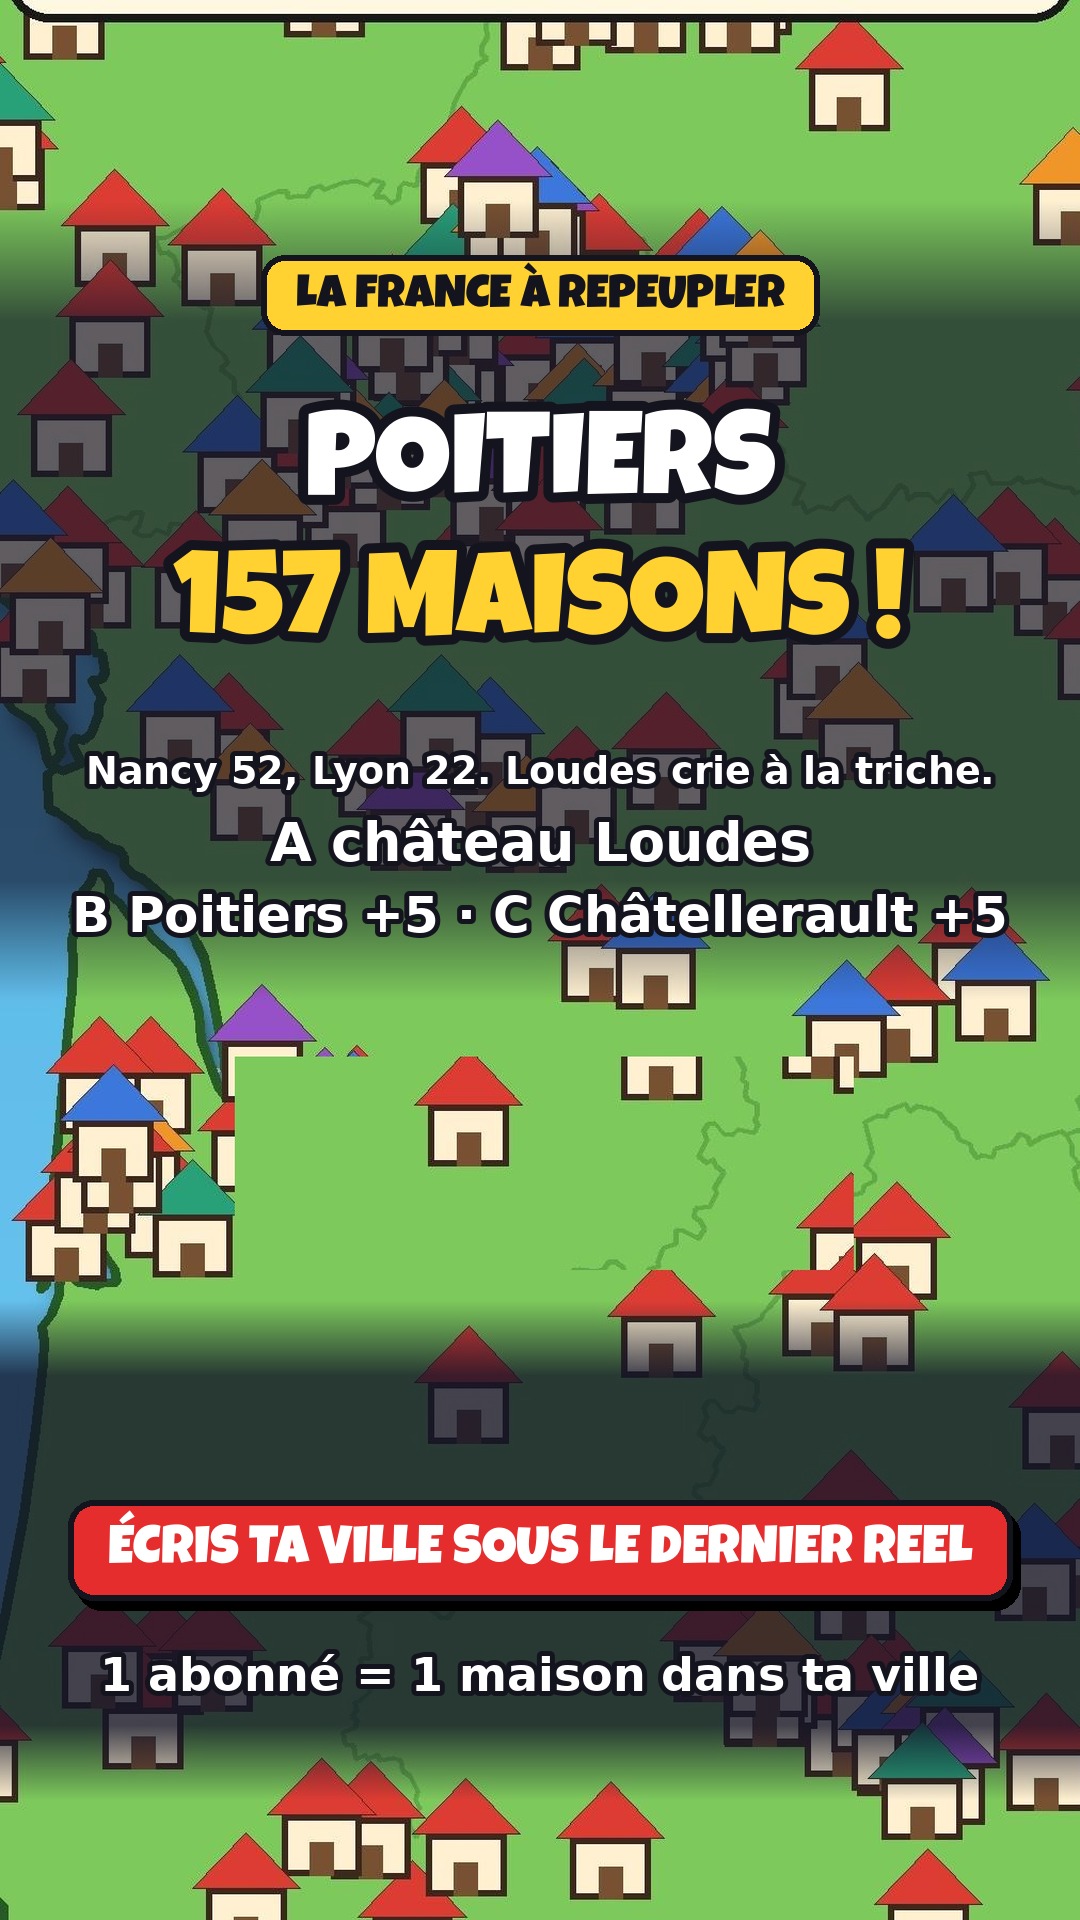 LA FRANCE À REPEUPLER
POITIERS
157 MAISONS !
Nancy 52, Lyon 22. Loudes crie à la triche.
A château Loudes
B Poitiers +5 · C Châtellerault +5
ÉCRIS TA VILLE SOUS LE DERNIER REEL
1 abonné = 1 maison dans ta ville